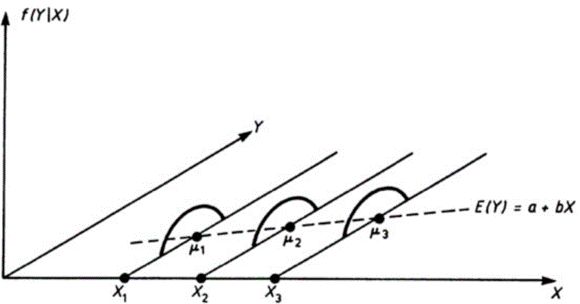 f(Y|X)
Y
E(Y) = a + bX
μ₁
μ₂
μ₃
X₁
X₂
X₃
X